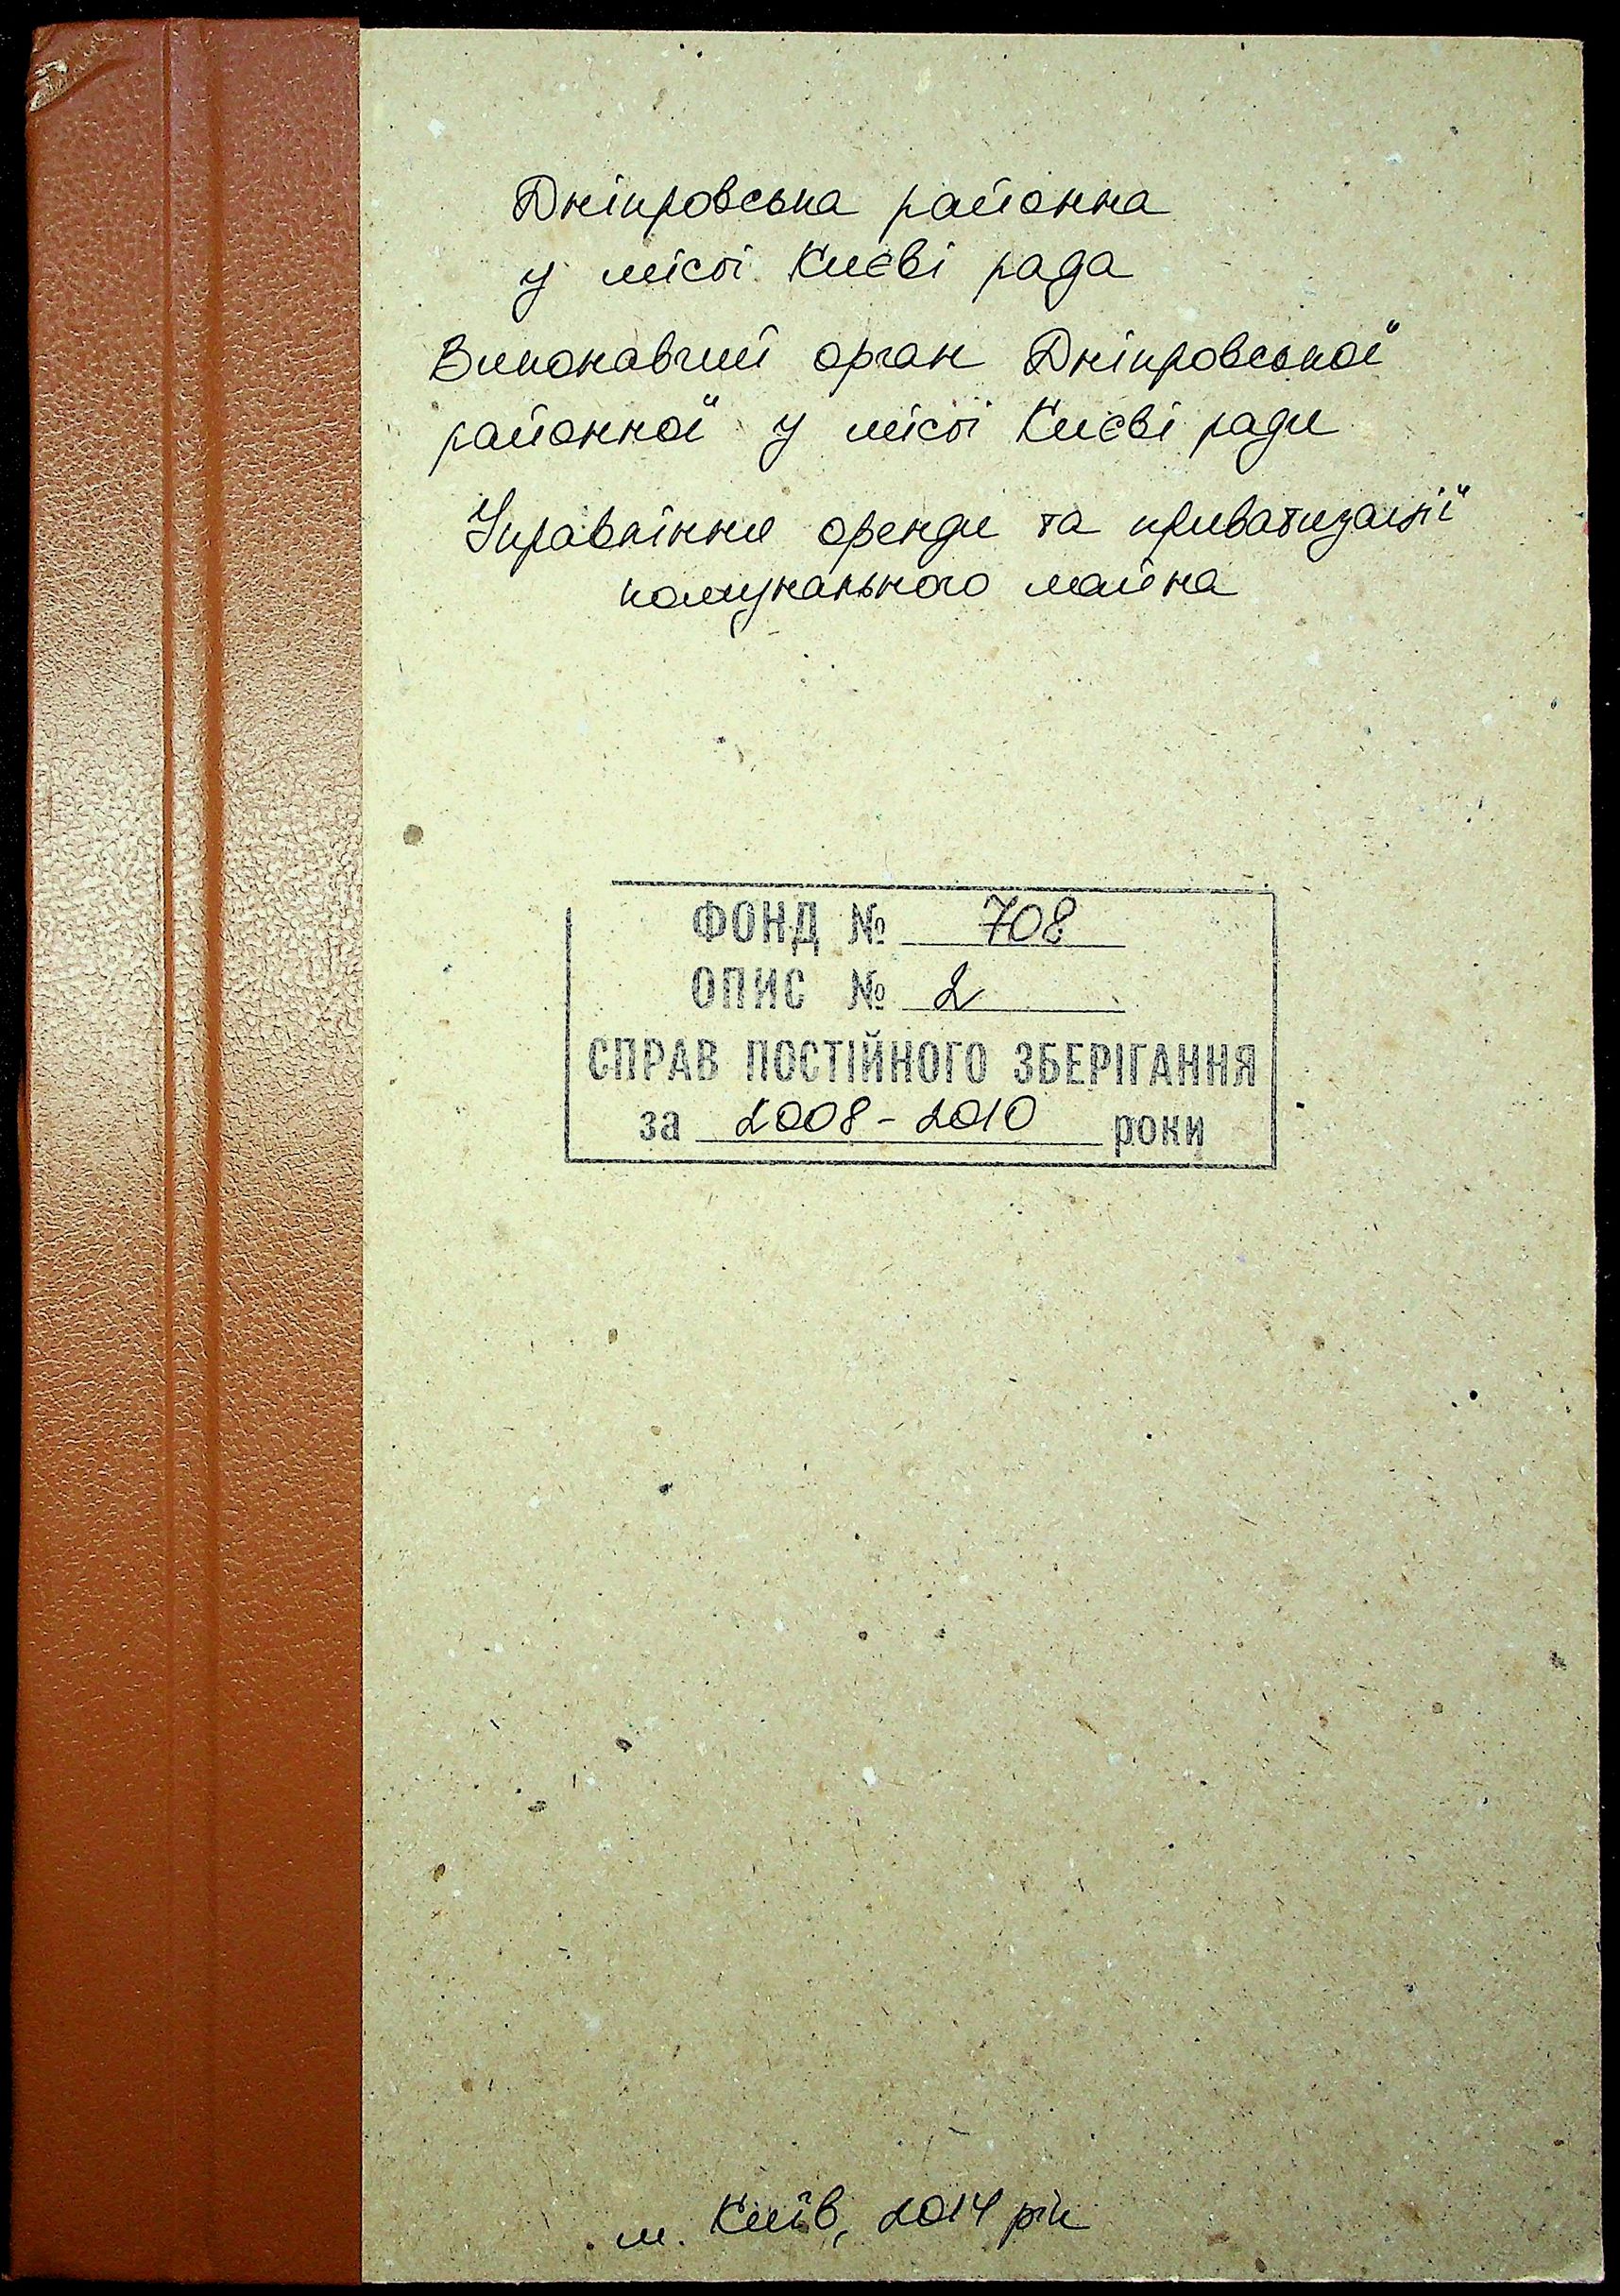 Дніпровська районна
у місті Києві рада
Виконавчий орган Дніпровської
районної у місті Києві ради
Управління оренди та приватизації
комунального майна
ФОНД № 708
ОПИС № 2
СПРАВ ПОСТІЙНОГО ЗБЕРІГАННЯ
за 2008-2010 роки
м. Київ, 2014 рік